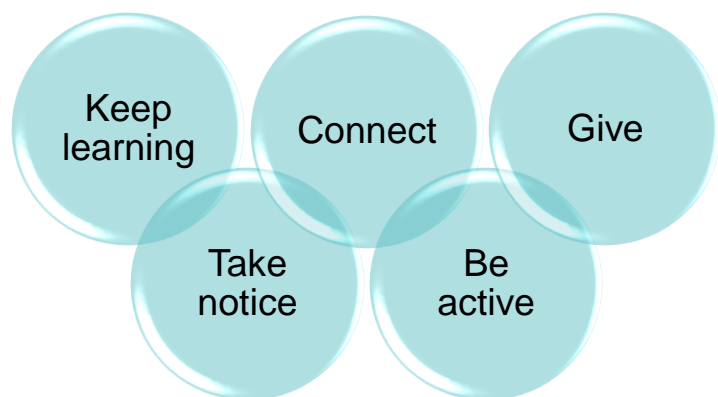 Keep
learning
Connect
Give
Take
notice
Be
active